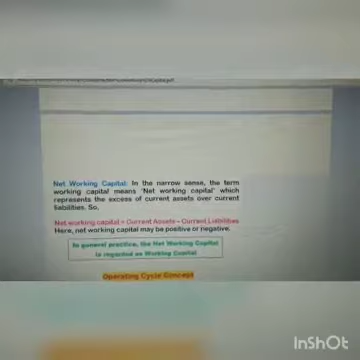 Net Working Capital: In the narrow sense, the term
working capital means 'Net working capital' which
represents the excess of current assets over current
liabilities. So,
Net working capital = Current Assets - Current Liabilities
Here, net working capital may be positive or negative.
In general practice, the Net Working Capital
is regarded as Working Capital
Operating Cycle Concept
InShOt